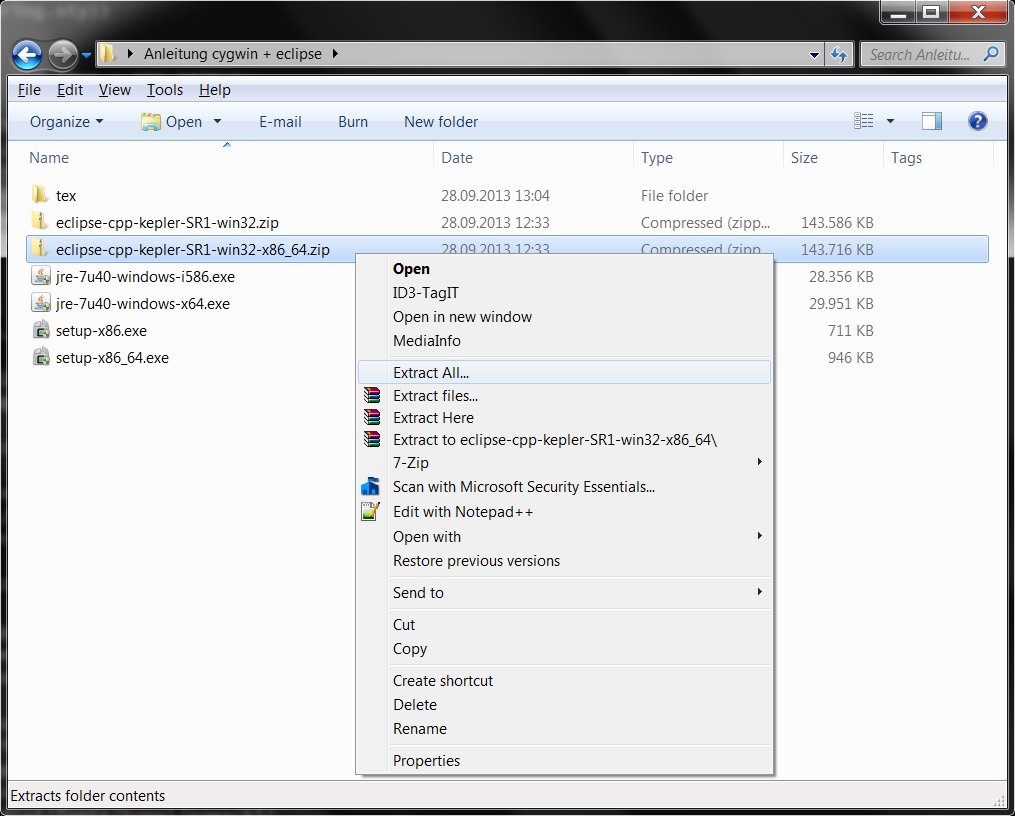 Anleitung cygwin + eclipse
Search Anleitu...
File Edit View Tools Help
Organize Open E-mail Burn New folder
Name Date Type Size Tags
tex 28.09.2013 13:04 File folder
eclipse-cpp-kepler-SR1-win32.zip 28.09.2013 12:33 Compressed (zipp... 143.586 KB
eclipse-cpp-kepler-SR1-win32-x86_64.zip 28.09.2013 12:33 Compressed (zipp... 143.716 KB
jre-7u40-windows-i586.exe 28.356 KB
jre-7u40-windows-x64.exe 29.951 KB
setup-x86.exe 711 KB
setup-x86_64.exe 946 KB
Open
ID3-TagIT
Open in new window
MediaInfo
Extract All...
Extract files...
Extract Here
Extract to eclipse-cpp-kepler-SR1-win32-x86_64\
7-Zip
Scan with Microsoft Security Essentials...
Edit with Notepad++
Open with
Restore previous versions
Send to
Cut
Copy
Create shortcut
Delete
Rename
Properties
Extracts folder contents